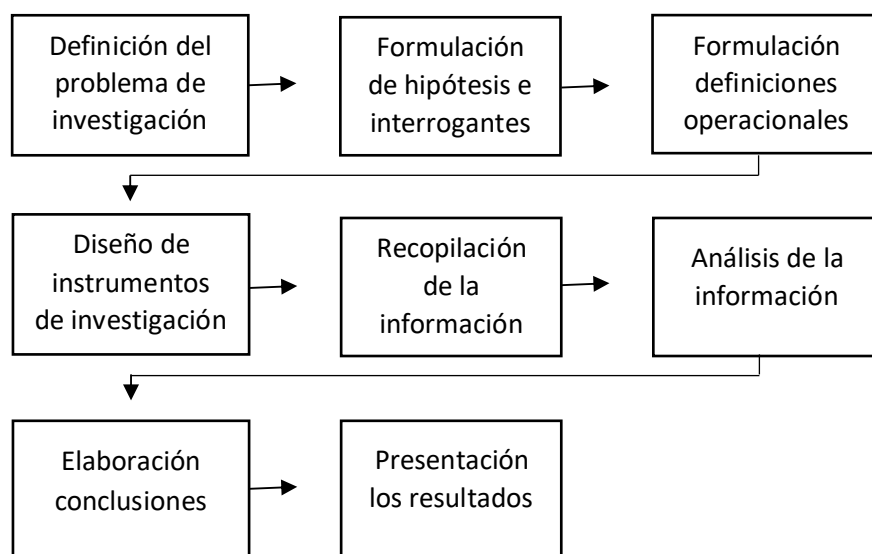 Definición del
problema de
investigación
Formulación
de hipótesis e
interrogantes
Formulación
definiciones
operacionales
Diseño de
instrumentos
de investigación
Recopilación
de la
información
Análisis de la
información
Elaboración
conclusiones
Presentación
los resultados